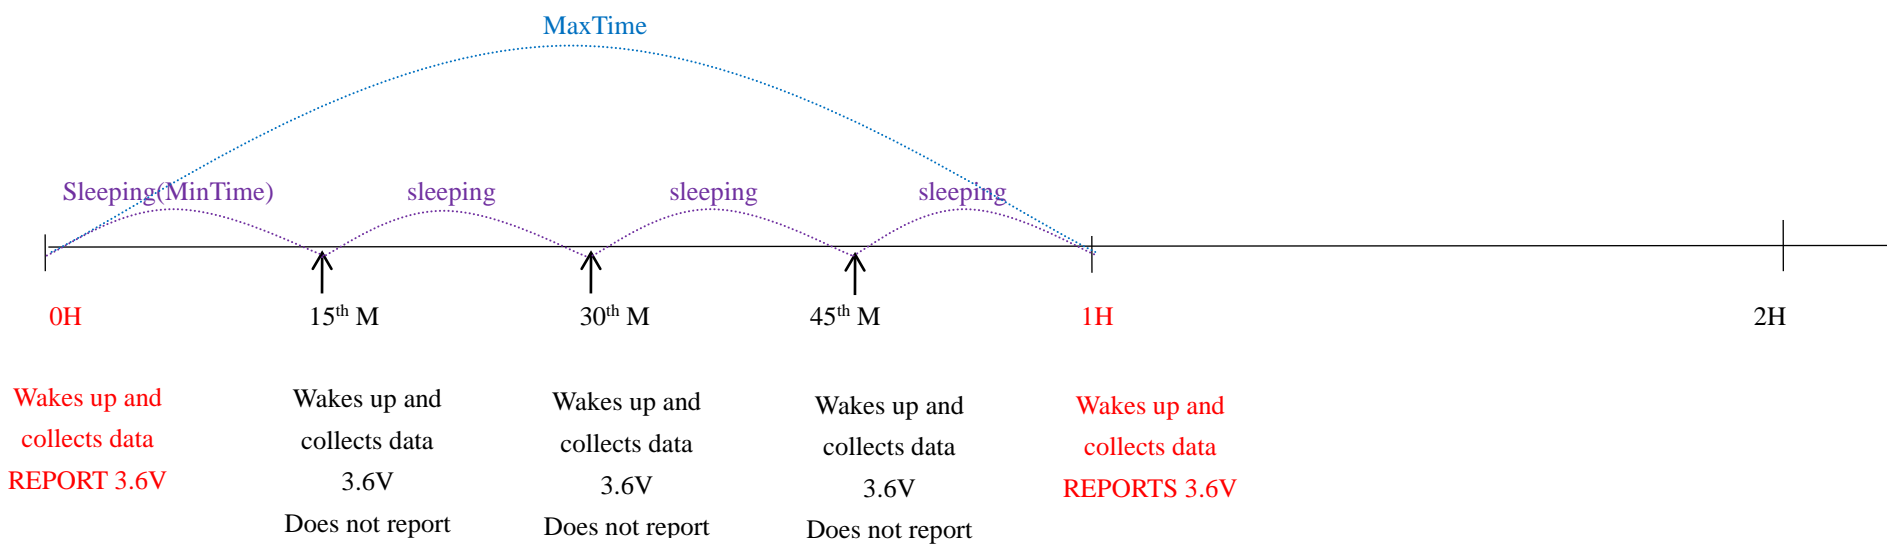 MaxTime
Sleeping(MinTime)
sleeping
sleeping
sleeping
0H
15th M
30th M
45th M
1H
2H
Wakes up and
collects data
REPORT 3.6V
Wakes up and
collects data
3.6V
Does not report
Wakes up and
collects data
3.6V
Does not report
Wakes up and
collects data
3.6V
Does not report
Wakes up and
collects data
REPORTS 3.6V